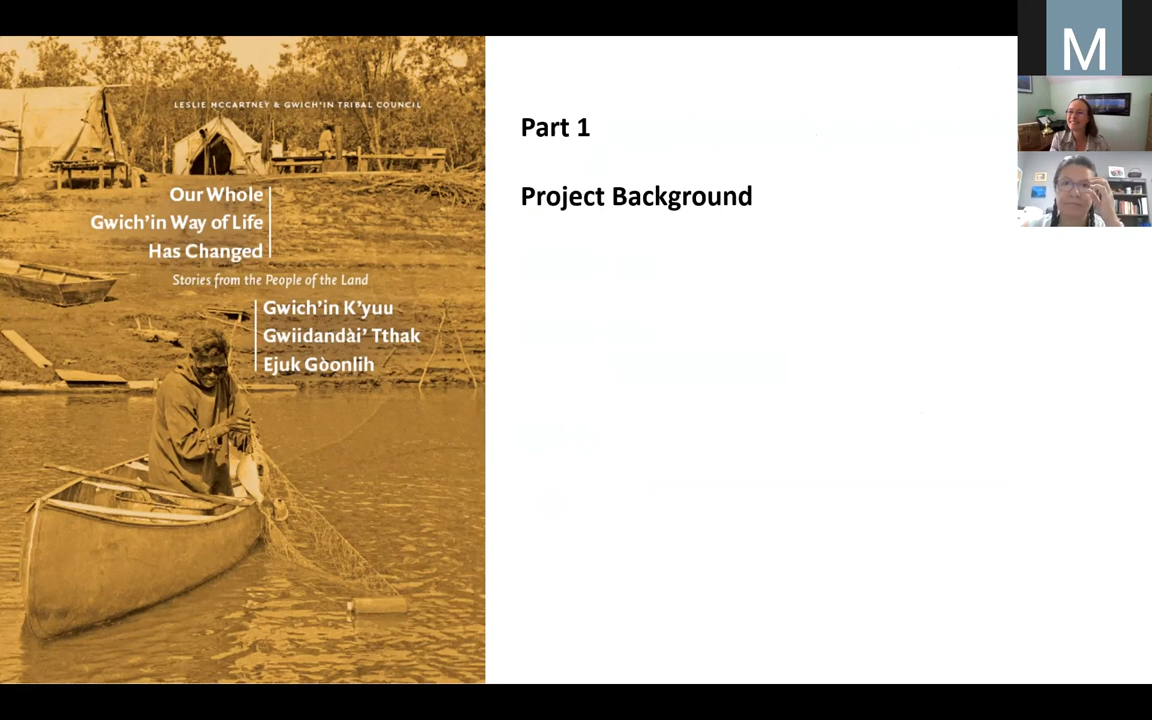 LESLIE MCCARTNEY & GWICH'IN TRIBAL COUNCIL
Our Whole
Gwich'in Way of Life
Has Changed
Stories from the People of the Land
Gwich'in K'yuu
Gwiidandài' Tthak
Ejuk Gòonlih
Part 1
Project Background
M